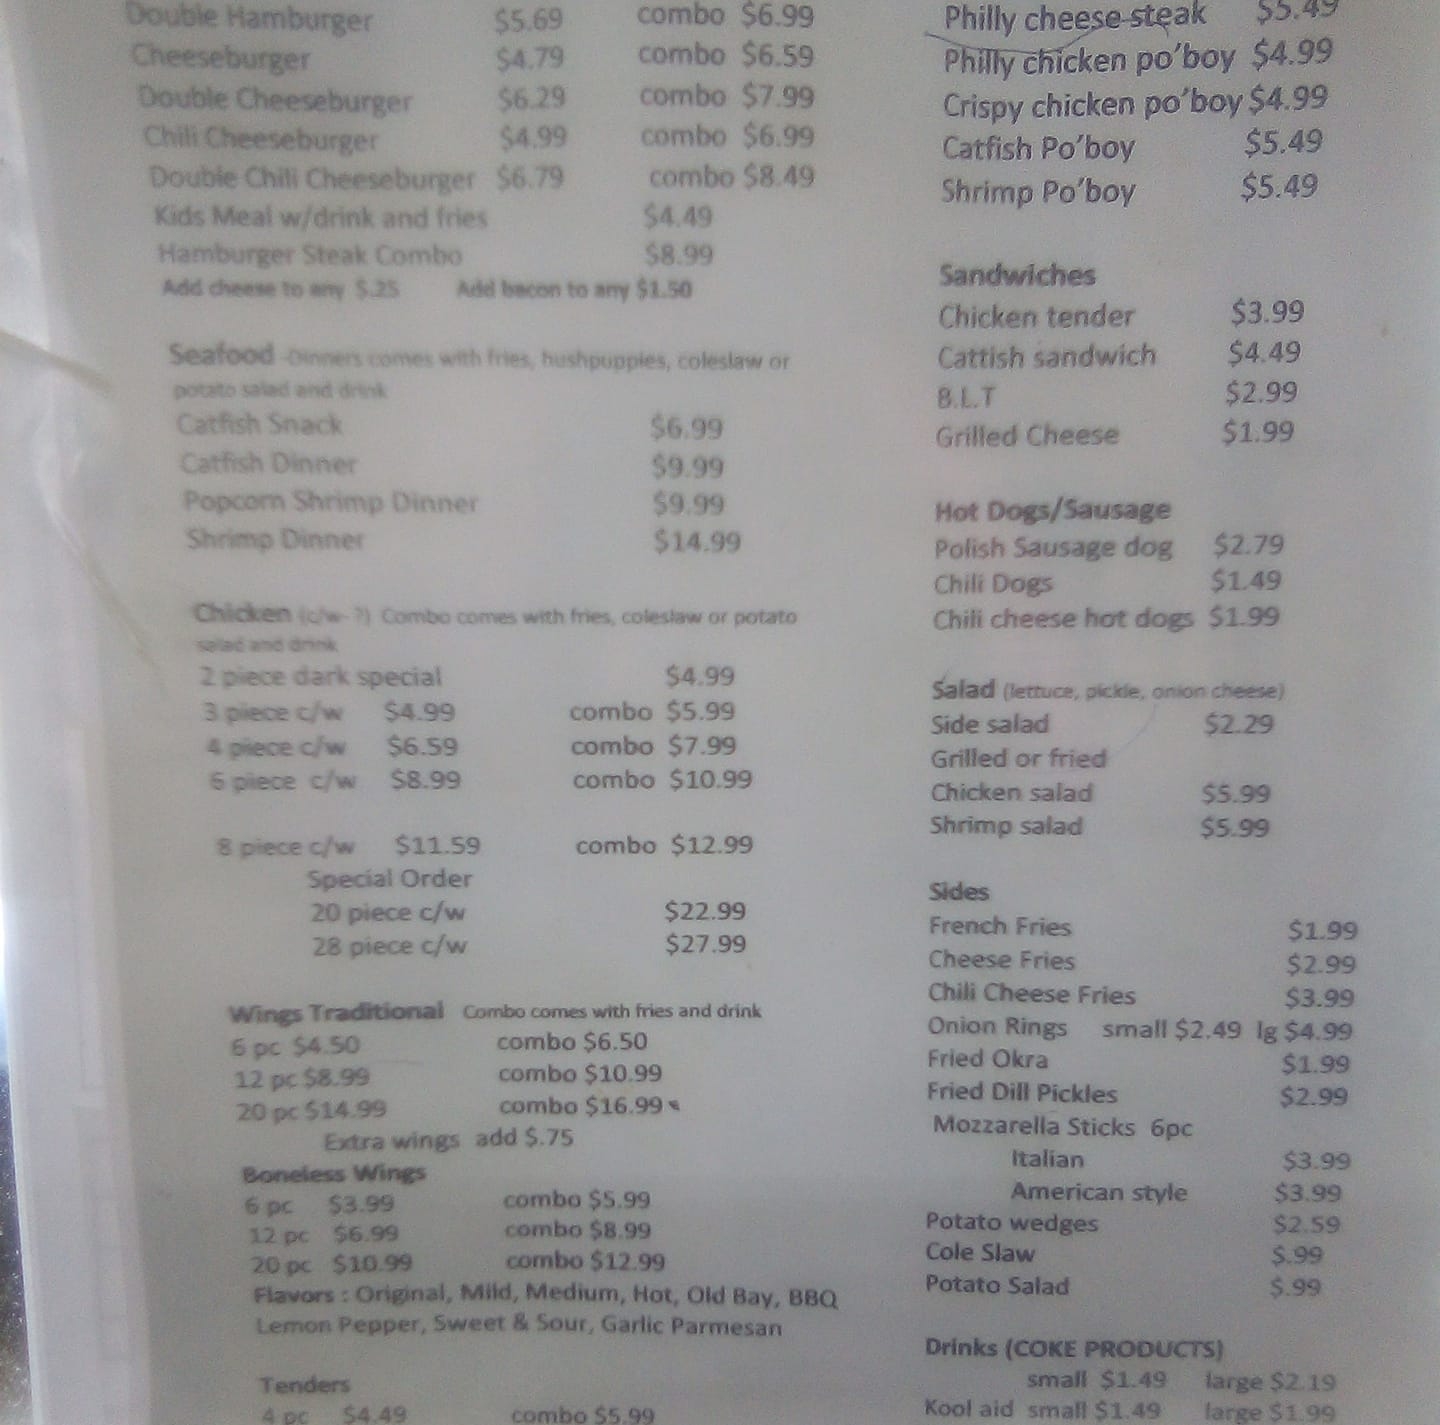 Double Hamburger $5.69 combo $6.99
Cheeseburger $4.79 combo $6.59
Double Cheeseburger $6.29 combo $7.99
Chili Cheeseburger $4.99 combo $6.99
Double Chili Cheeseburger $6.79 combo $8.49
Kids Meal w/drink and fries $4.49
Hamburger Steak Combo $8.99
Add cheese to any $.25 Add bacon to any $1.50
Seafood -Dinners comes with fries, hushpuppies, coleslaw or
potato salad and drink
Catfish Snack $6.99
Catfish Dinner $9.99
Popcorn Shrimp Dinner $9.99
Shrimp Dinner $14.99
Chicken (c/w- ?) Combo comes with fries, coleslaw or potato
salad and drink
2 piece dark special $4.99
3 piece c/w $4.99 combo $5.99
4 piece c/w $6.59 combo $7.99
6 piece c/w $8.99 combo $10.99
8 piece c/w $11.59 combo $12.99
Special Order
20 piece c/w $22.99
28 piece c/w $27.99
Wings Traditional Combo comes with fries and drink
6 pc $4.50 combo $6.50
12 pc $8.99 combo $10.99
20 pc $14.99 combo $16.99
Extra wings add $.75
Boneless Wings
6 pc $3.99 combo $5.99
12 pc $6.99 combo $8.99
20 pc $10.99 combo $12.99
Flavors : Original, Mild, Medium, Hot, Old Bay, BBQ
Lemon Pepper, Sweet & Sour, Garlic Parmesan
Tenders
4 pc $4.49 combo $5.99
Philly cheese steak $5.49
Philly chicken po'boy $4.99
Crispy chicken po'boy $4.99
Catfish Po'boy $5.49
Shrimp Po'boy $5.49
Sandwiches
Chicken tender $3.99
Cattish sandwich $4.49
B.L.T $2.99
Grilled Cheese $1.99
Hot Dogs/Sausage
Polish Sausage dog $2.79
Chili Dogs $1.49
Chili cheese hot dogs $1.99
Salad (lettuce, pickle, onion cheese)
Side salad $2.29
Grilled or fried
Chicken salad $5.99
Shrimp salad $5.99
Sides
French Fries $1.99
Cheese Fries $2.99
Chili Cheese Fries $3.99
Onion Rings small $2.49 lg $4.99
Fried Okra $1.99
Fried Dill Pickles $2.99
Mozzarella Sticks 6pc
Italian $3.99
American style $3.99
Potato wedges $2.59
Cole Slaw $.99
Potato Salad $.99
Drinks (COKE PRODUCTS)
small $1.49 large $2.19
Kool aid small $1.49 large $1.99